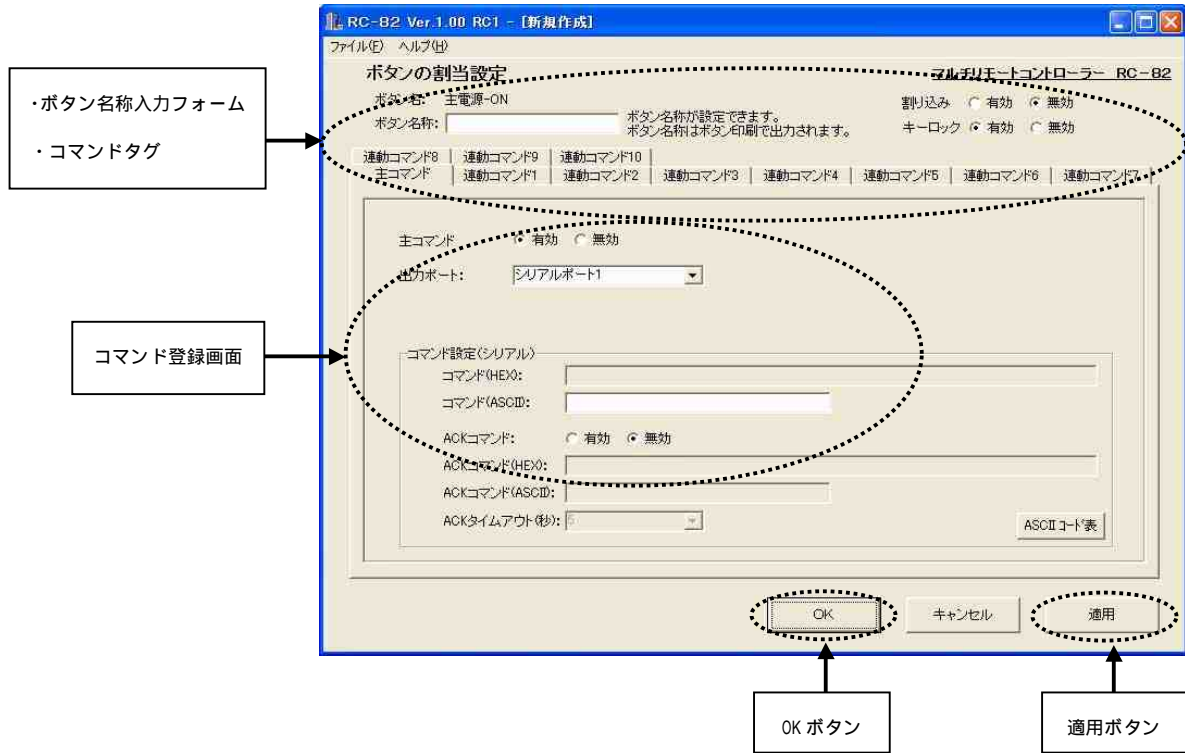 RC-82 Ver.1.00 RC1 - [新規作成]
ファイル(F) ヘルプ(H)
ボタンの割当設定
マルチリモートコントローラー RC-82
ボタン名: 主電源-ON
割り込み 有効 無効
ボタン名称:
ボタン名称が設定できます。
ボタン名称はボタン印刷で出力されます。
キーロック 有効 無効
連動コマンド8 連動コマンド9 連動コマンド10
主コマンド 連動コマンド1 連動コマンド2 連動コマンド3 連動コマンド4 連動コマンド5 連動コマンド6 連動コマンド7
主コマンド 有効 無効
出力ポート: シリアルポート1
コマンド設定(シリアル)
コマンド(HEX):
コマンド(ASCII):
ACKコマンド: 有効 無効
ACKコマンド(HEX):
ACKコマンド(ASCII):
ACKタイムアウト(秒): 5
ASCIIコード表
OK キャンセル 適用
・ボタン名称入力フォーム
・コマンドタグ
コマンド登録画面
OK ボタン
適用ボタン